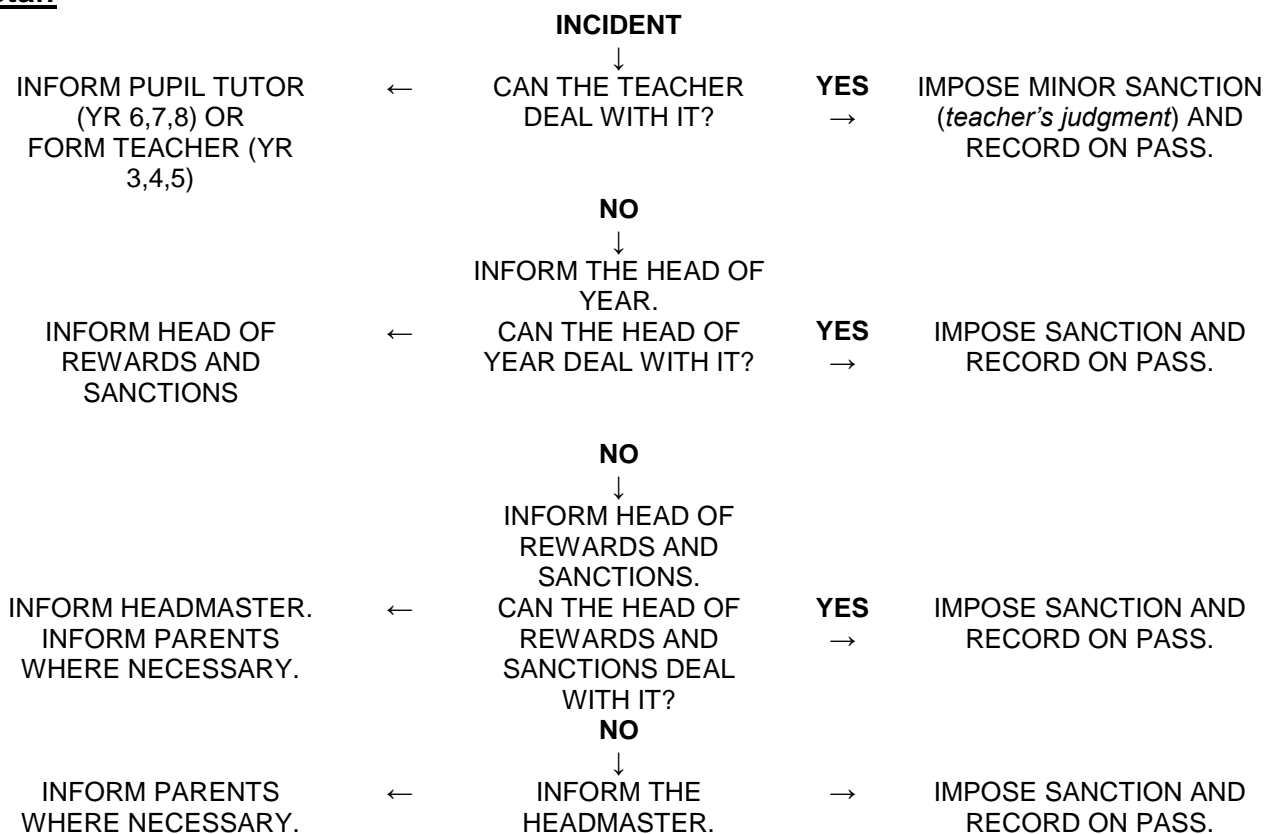 INCIDENT
↓
INFORM PUPIL TUTOR ← CAN THE TEACHER YES IMPOSE MINOR SANCTION
(YR 6,7,8) OR DEAL WITH IT? → (teacher's judgment) AND
FORM TEACHER (YR RECORD ON PASS.
3,4,5)
NO
↓
INFORM THE HEAD OF
YEAR.
INFORM HEAD OF ← CAN THE HEAD OF YES IMPOSE SANCTION AND
REWARDS AND YEAR DEAL WITH IT? → RECORD ON PASS.
SANCTIONS
NO
↓
INFORM HEAD OF
REWARDS AND
SANCTIONS.
INFORM HEADMASTER. ← CAN THE HEAD OF YES IMPOSE SANCTION AND
INFORM PARENTS REWARDS AND → RECORD ON PASS.
WHERE NECESSARY. SANCTIONS DEAL
WITH IT?
NO
↓
INFORM PARENTS ← INFORM THE → IMPOSE SANCTION AND
WHERE NECESSARY. HEADMASTER. RECORD ON PASS.